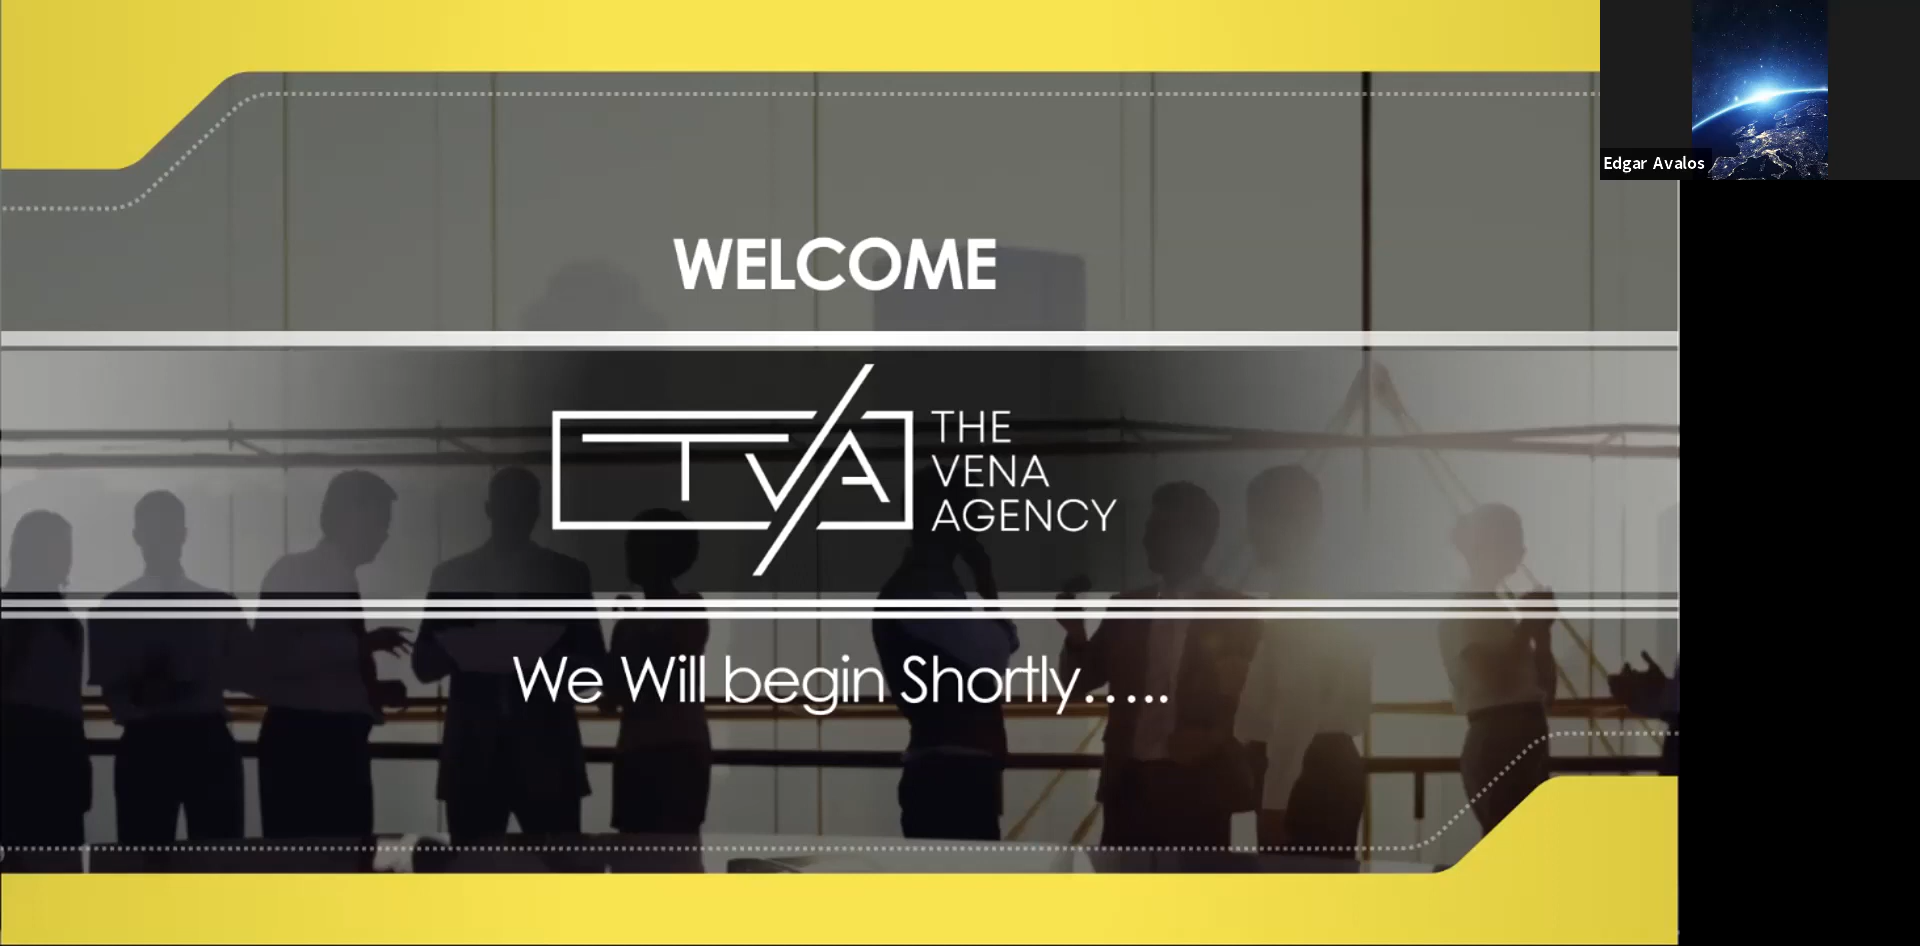 WELCOME
TVA
THE
VENA
AGENCY
We Will begin Shortly.....
Edgar Avalos